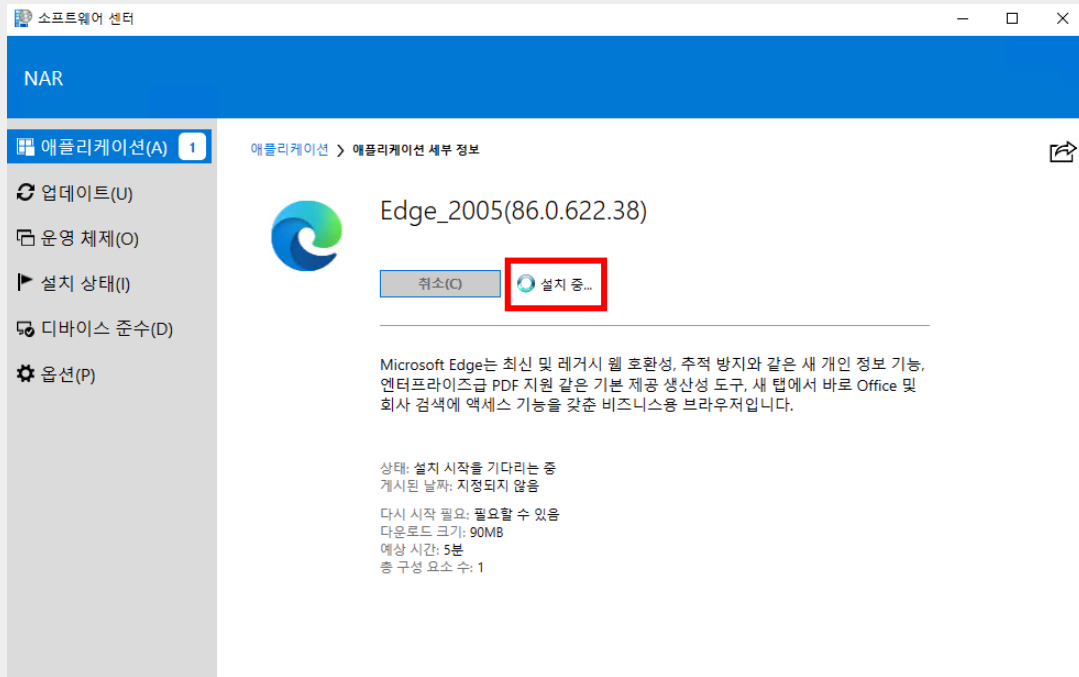 소프트웨어 센터
NAR
애플리케이션(A) 1
업데이트(U)
운영 체제(O)
설치 상태(I)
디바이스 준수(D)
옵션(P)
애플리케이션 > 애플리케이션 세부 정보
Edge_2005(86.0.622.38)
취소(C) 설치 중...
Microsoft Edge는 최신 및 레거시 웹 호환성, 추적 방지와 같은 새 개인 정보 기능,
엔터프라이즈급 PDF 지원 같은 기본 제공 생산성 도구, 새 탭에서 바로 Office 및
회사 검색에 액세스 기능을 갖춘 비즈니스용 브라우저입니다.
상태: 설치 시작을 기다리는 중
게시된 날짜: 지정되지 않음
다시 시작 필요: 필요할 수 있음
다운로드 크기: 90MB
예상 시간: 5분
총 구성 요소 수: 1